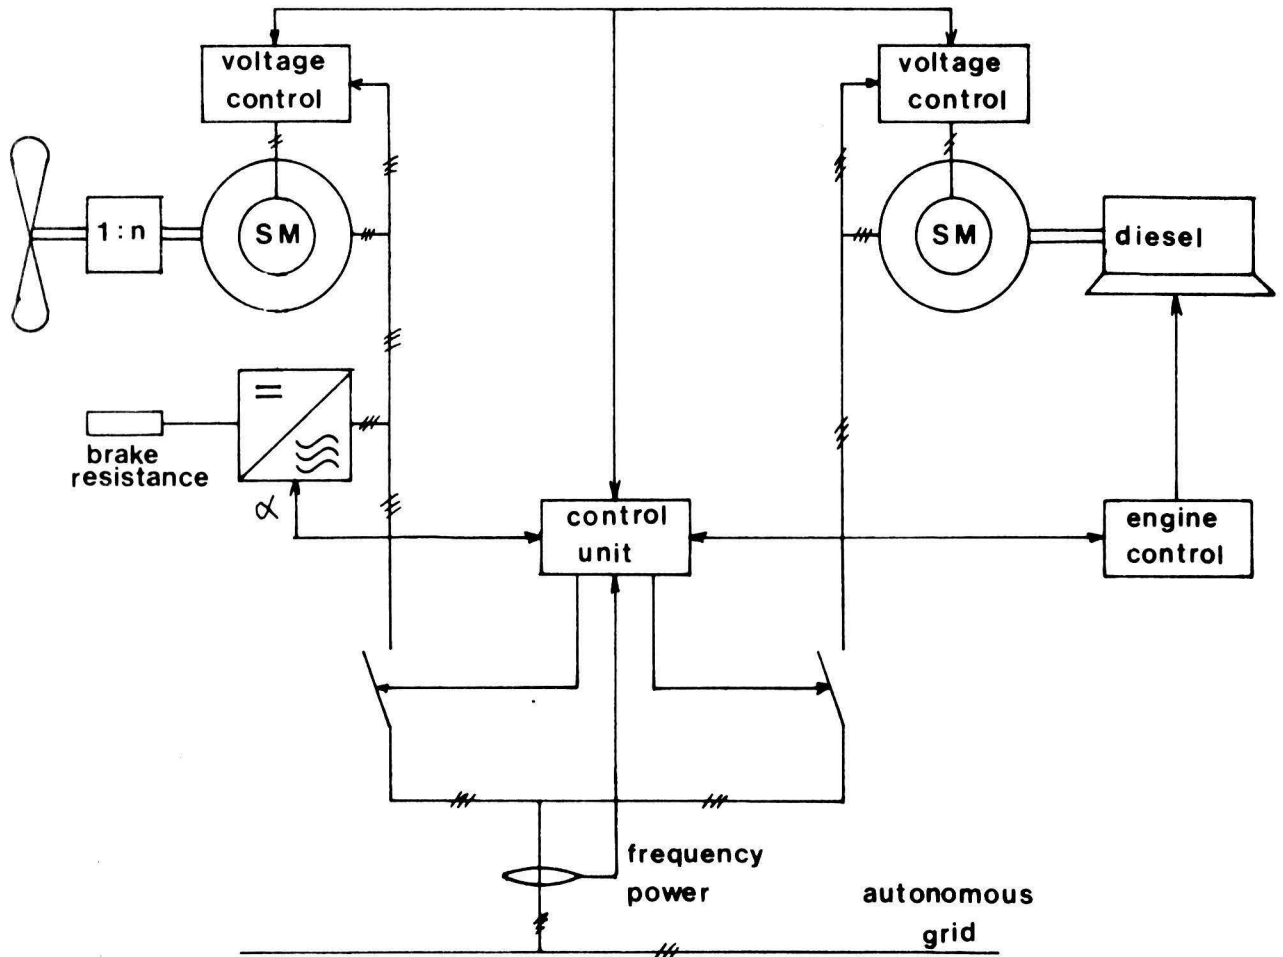 voltage
control
voltage
control
1:n
SM
SM
diesel
brake
resistance
α
control
unit
engine
control
frequency
power
autonomous
grid